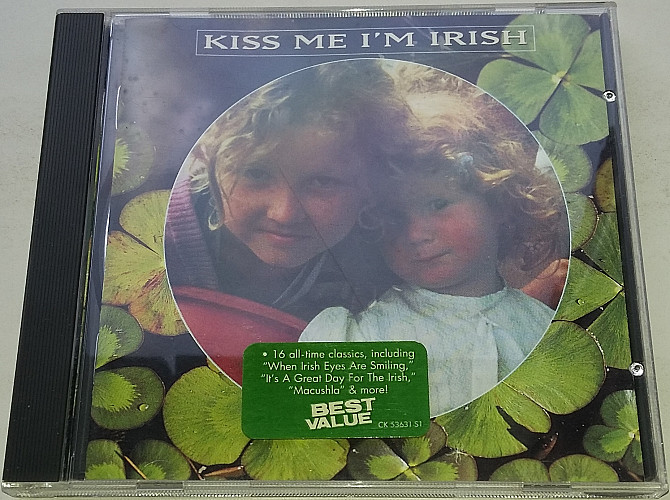 KISS ME I'M IRISH
• 16 all-time classics, including
"When Irish Eyes Are Smiling,"
"It's A Great Day For The Irish,"
"Macushla" & more!
BEST
VALUE
CK 53631 S1